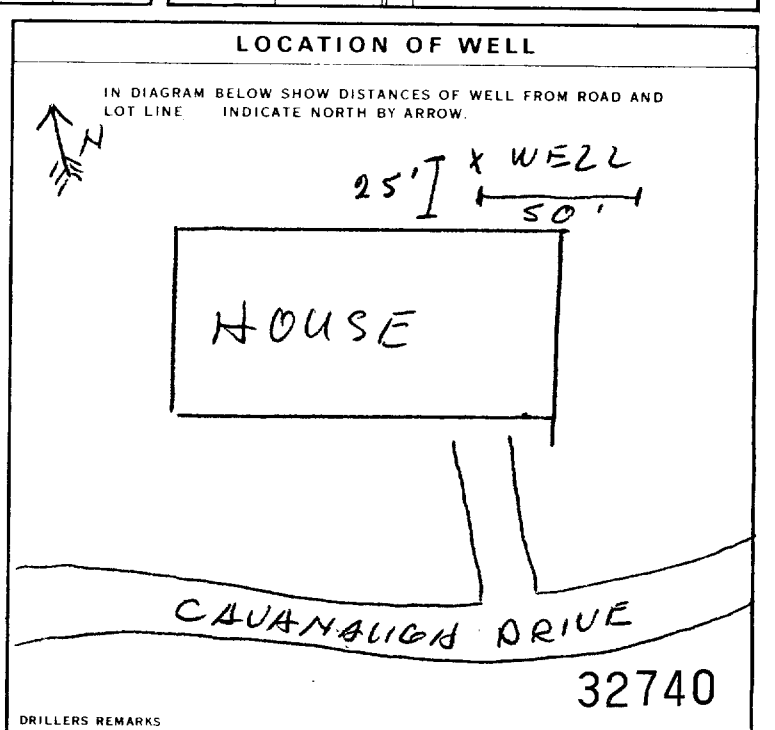 LOCATION OF WELL
IN DIAGRAM BELOW SHOW DISTANCES OF WELL FROM ROAD AND
LOT LINE INDICATE NORTH BY ARROW.
N
25' X WELL
50'
HOUSE
CAVANAUGH DRIVE
32740
DRILLERS REMARKS